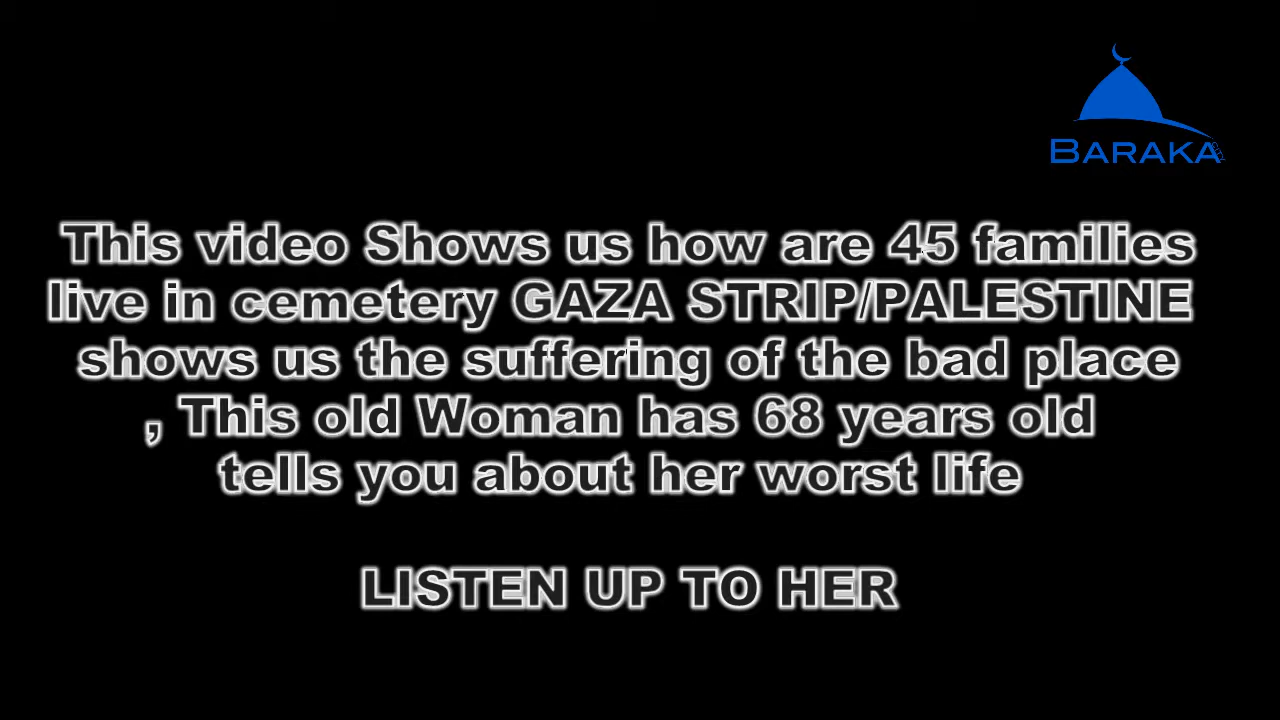 BARAKA
CITY
This video Shows us how are 45 families
live in cemetery GAZA STRIP/PALESTINE
shows us the suffering of the bad place
, This old Woman has 68 years old
tells you about her worst life
LISTEN UP TO HER